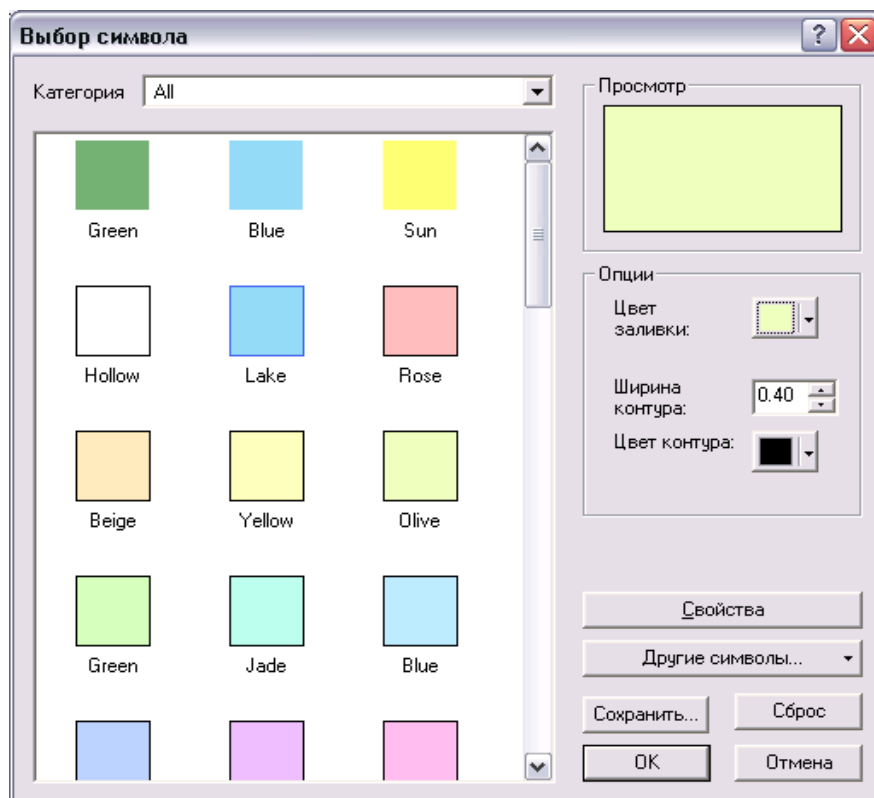 Выбор символа
Категория All
Green Blue Sun
Hollow Lake Rose
Beige Yellow Olive
Green Jade Blue
Просмотр
Опции
Цвет
заливки:
Ширина
контура:
0.40
Цвет контура:
Свойства
Другие символы...
Сохранить... Сброс
OK Отмена